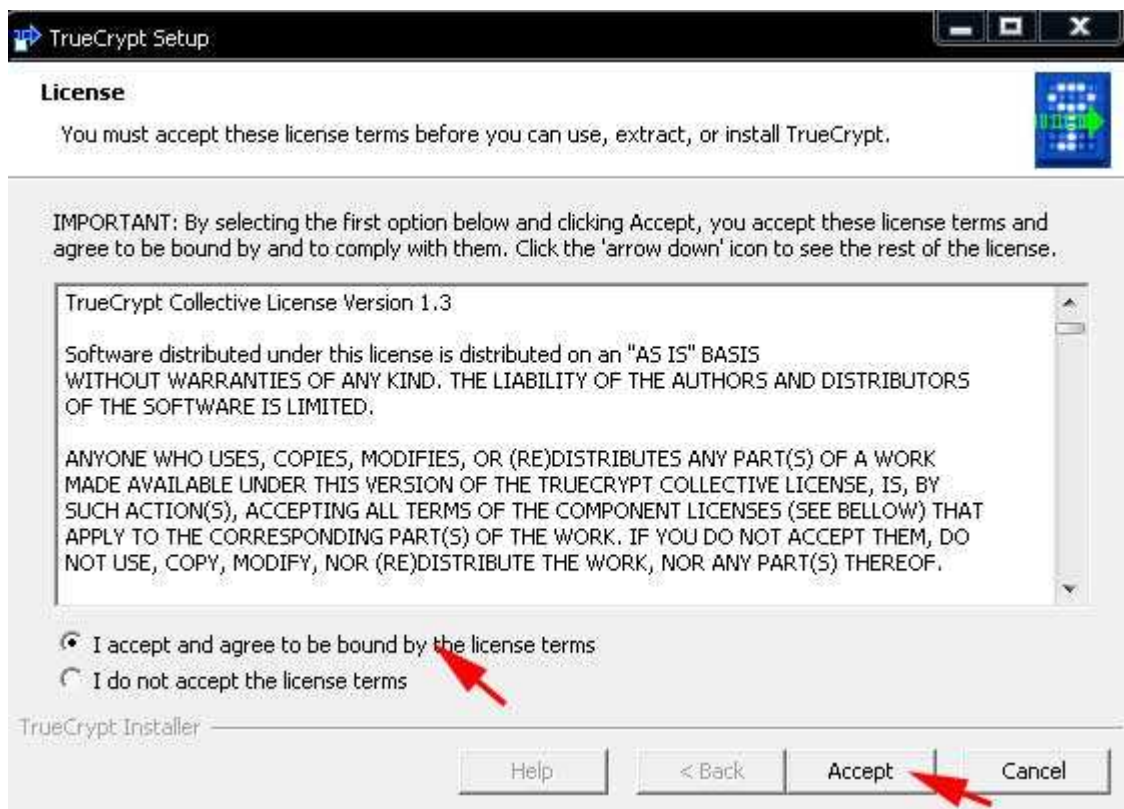 TrueCrypt Setup
License
You must accept these license terms before you can use, extract, or install TrueCrypt.
IMPORTANT: By selecting the first option below and clicking Accept, you accept these license terms and
agree to be bound by and to comply with them. Click the 'arrow down' icon to see the rest of the license.
TrueCrypt Collective License Version 1.3
Software distributed under this license is distributed on an "AS IS" BASIS
WITHOUT WARRANTIES OF ANY KIND. THE LIABILITY OF THE AUTHORS AND DISTRIBUTORS
OF THE SOFTWARE IS LIMITED.
ANYONE WHO USES, COPIES, MODIFIES, OR (RE)DISTRIBUTES ANY PART(S) OF A WORK
MADE AVAILABLE UNDER THIS VERSION OF THE TRUECRYPT COLLECTIVE LICENSE, IS, BY
SUCH ACTION(S), ACCEPTING ALL TERMS OF THE COMPONENT LICENSES (SEE BELLOW) THAT
APPLY TO THE CORRESPONDING PART(S) OF THE WORK. IF YOU DO NOT ACCEPT THEM, DO
NOT USE, COPY, MODIFY, NOR (RE)DISTRIBUTE THE WORK, NOR ANY PART(S) THEREOF.
I accept and agree to be bound by the license terms
I do not accept the license terms
TrueCrypt Installer
Help
< Back
Accept
Cancel